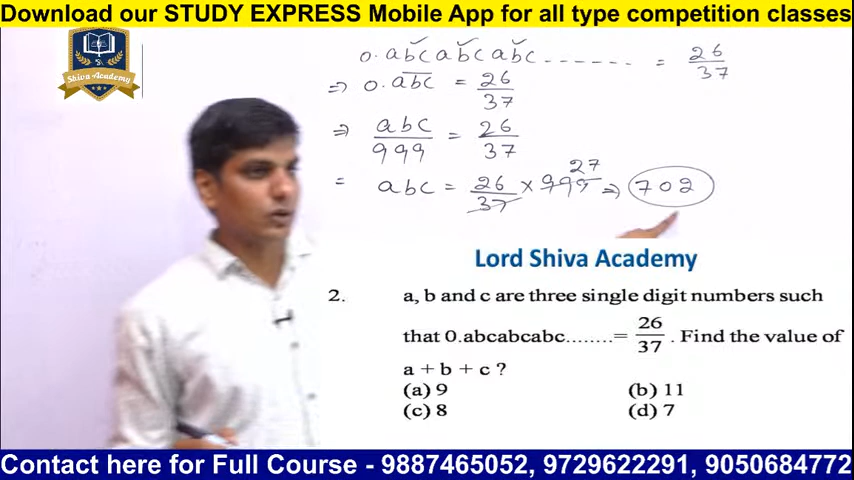 Download our STUDY EXPRESS Mobile App for all type competition classes
Shiva Academy
0.abcabcabc------- = 26/37
⇒ 0.a̅b̅c̅ = 26/37
⇒ abc/999 = 26/37
= abc = 26/37 × 999 27 ⇒ 702
Lord Shiva Academy
2. a, b and c are three single digit numbers such
that 0.abcabcabc........= 26/37 . Find the value of
a + b + c ?
(a) 9 (b) 11
(c) 8 (d) 7
Contact here for Full Course - 9887465052, 9729622291, 9050684772